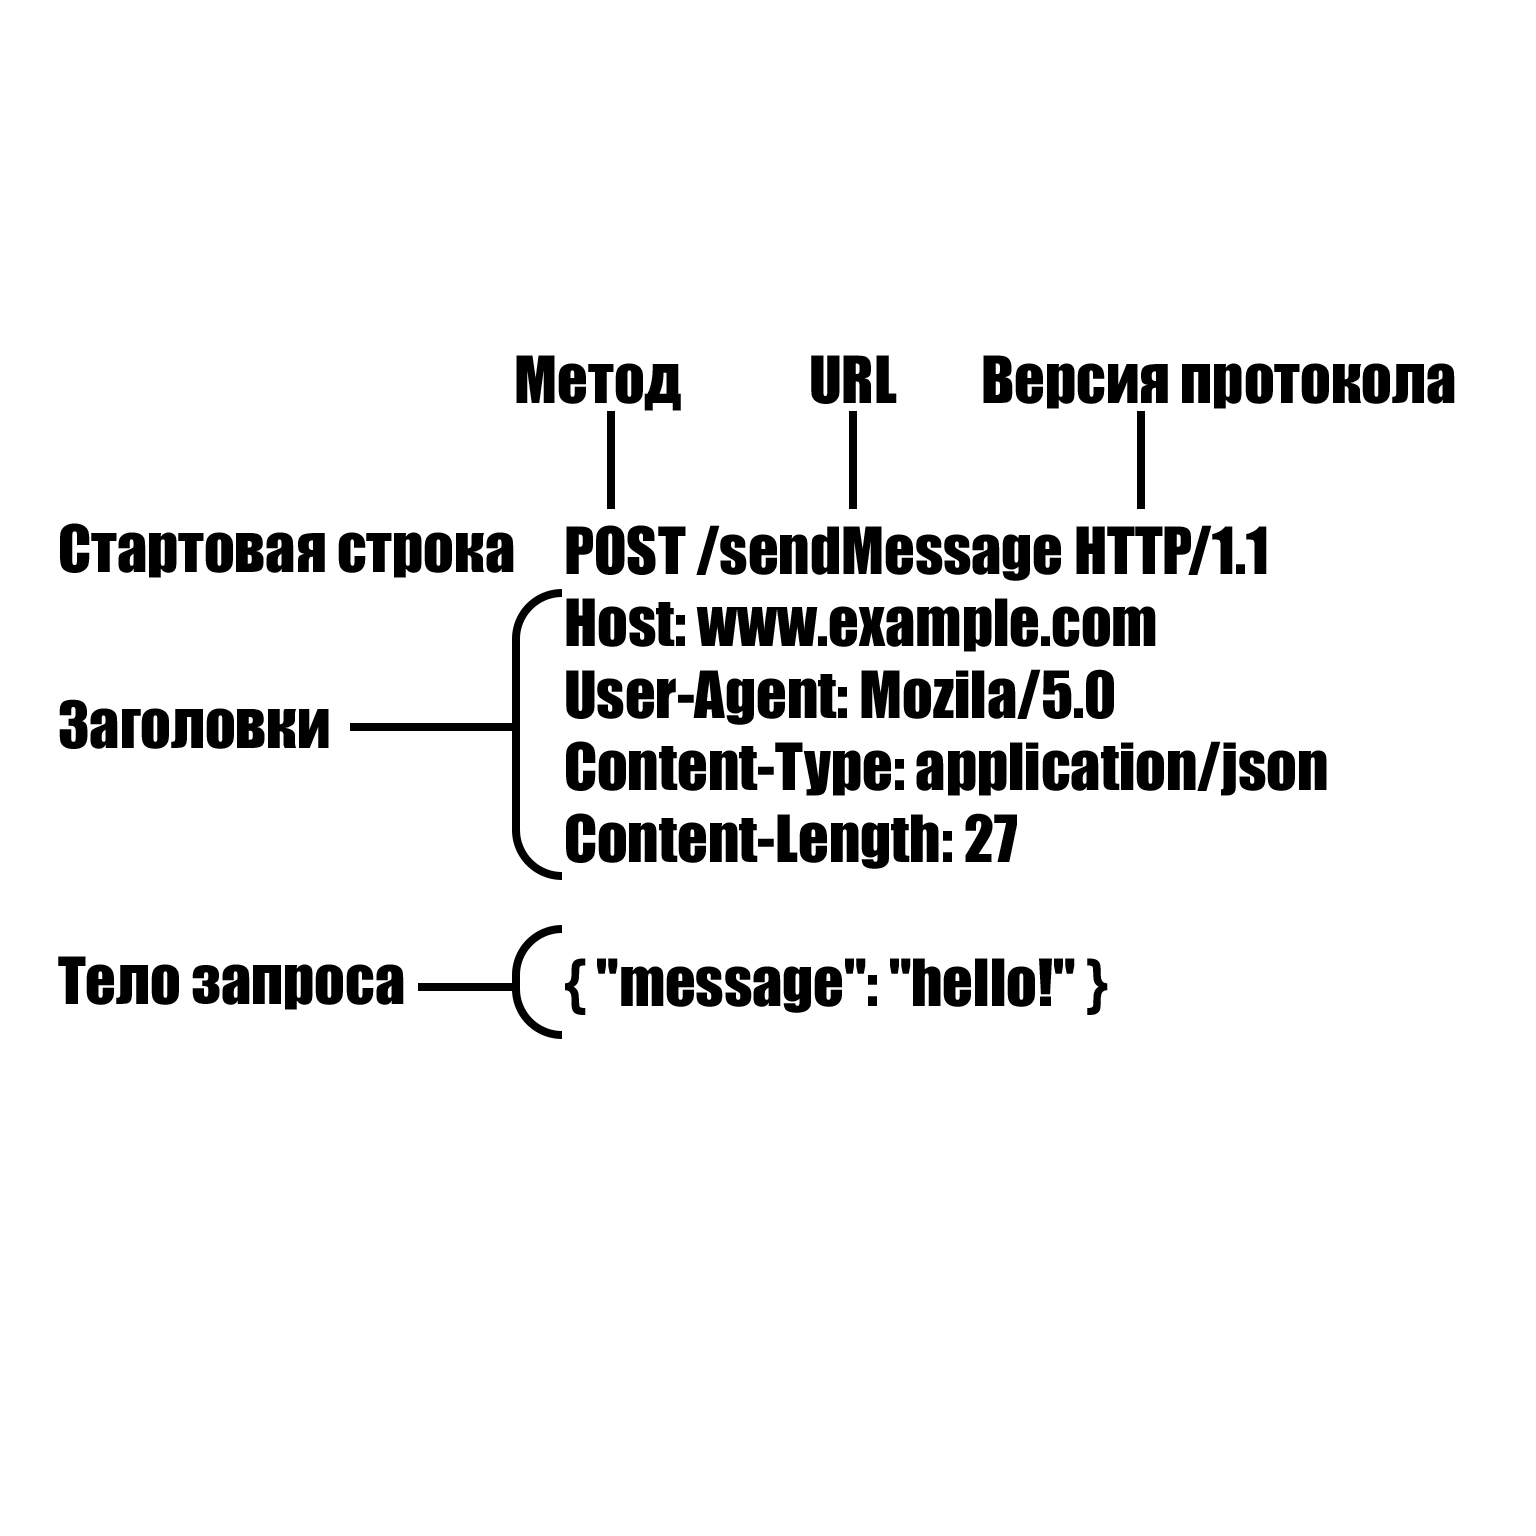 Метод URL Версия протокола
Стартовая строка POST /sendMessage HTTP/1.1
Host: www.example.com
User-Agent: Mozila/5.0
Заголовки
Content-Type: application/json
Content-Length: 27
Тело запроса { "message": "hello!" }